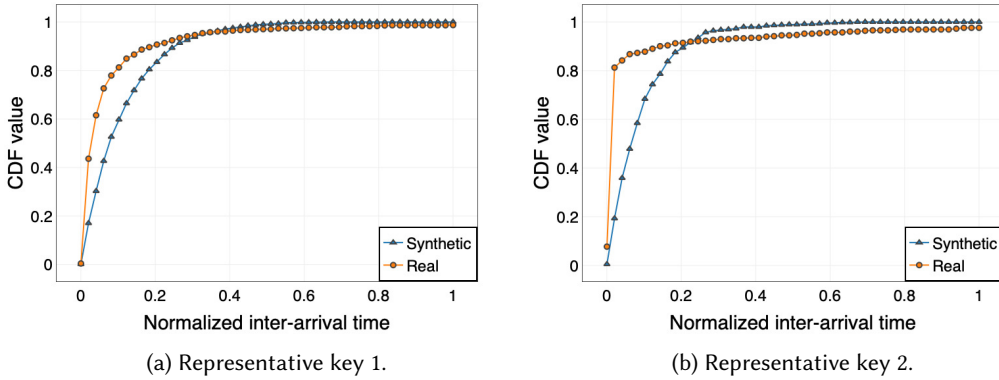 CDF value
1
0.8
0.6
0.4
0.2
0
0 0.2 0.4 0.6 0.8 1
Normalized inter-arrival time
Synthetic
Real
(a) Representative key 1.
CDF value
1
0.8
0.6
0.4
0.2
0
0 0.2 0.4 0.6 0.8 1
Normalized inter-arrival time
Synthetic
Real
(b) Representative key 2.